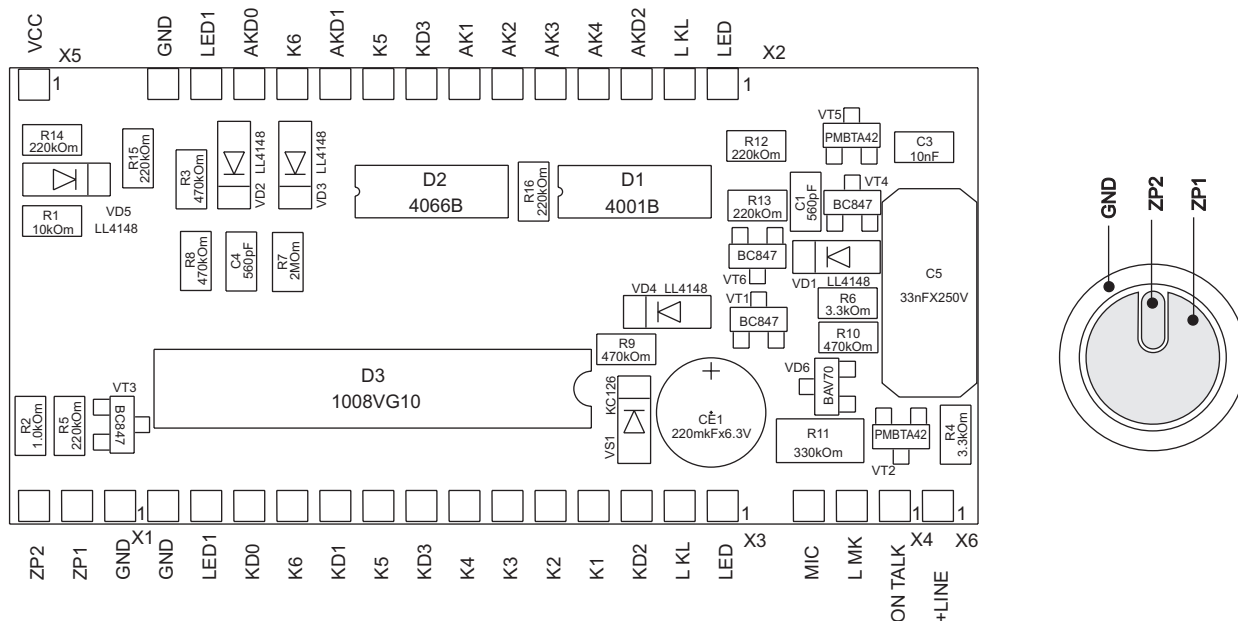 VCC
GND
LED1
AKD0
K6
AKD1
K5
KD3
AK1
AK2
AK3
AK4
AKD2
L KL
LED
X5
X2
1
1
R14
220kOm
R15
220kOm
VD5
LL4148
R1
10kOm
R3
470kOm
VD2 LL4148
VD3 LL4148
R8
470kOm
C4
560pF
R7
2MOm
D2
4066B
R16
220kOm
D1
4001B
R12
220kOm
VT5
PMBTA42
C3
10nF
R13
220kOm
C1
560pF
VT4
BC847
BC847
VT6
VD1
LL4148
VT1
BC847
R6
3.3kOm
R10
470kOm
C5
33nFX250V
VD4 LL4148
R9
470kOm
D3
1008VG10
VT3
BC847
R2
1.0kOm
R5
220kOm
VS1
KC126
CE1
220mkFx6.3V
VD6
BAV70
R11
330kOm
PMBTA42
VT2
R4
3.3kOm
1
1
1
1
X1
X3
X4
X6
ZP2
ZP1
GND
GND
LED1
KD0
K6
KD1
K5
KD3
K4
K3
K2
K1
KD2
L KL
LED
MIC
L MK
ON TALK
+LINE
GND
ZP2
ZP1